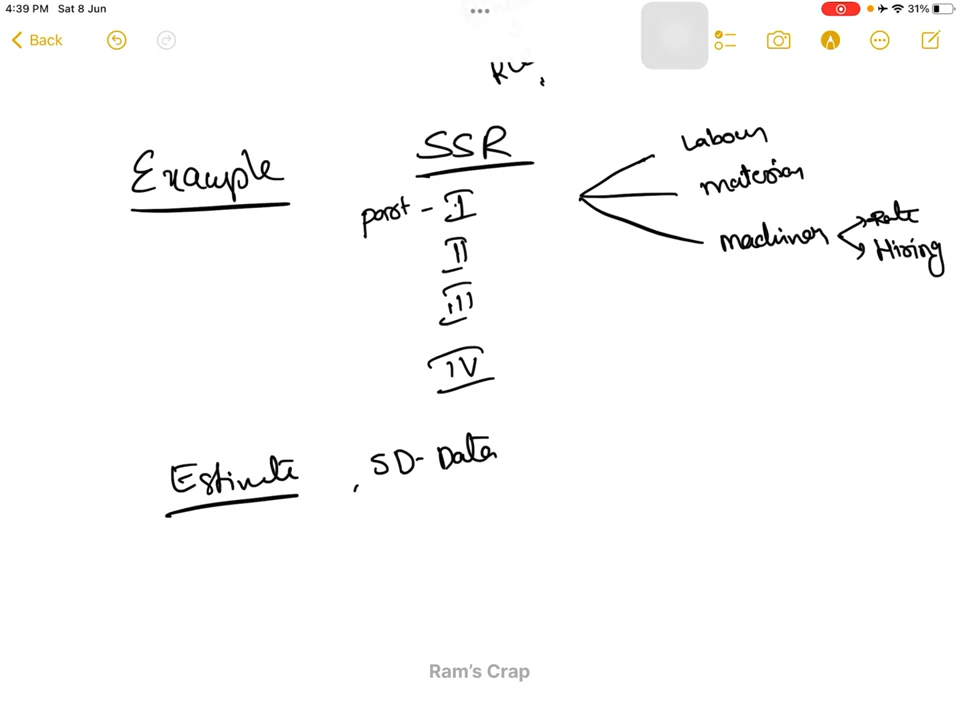 4:39 PM Sat 8 Jun
31%
Back
Example
SSR
Labour
material
part - I
machinery
Rate
Hiring
II
III
IV
Estimate , SD-Data
Ram's Crap